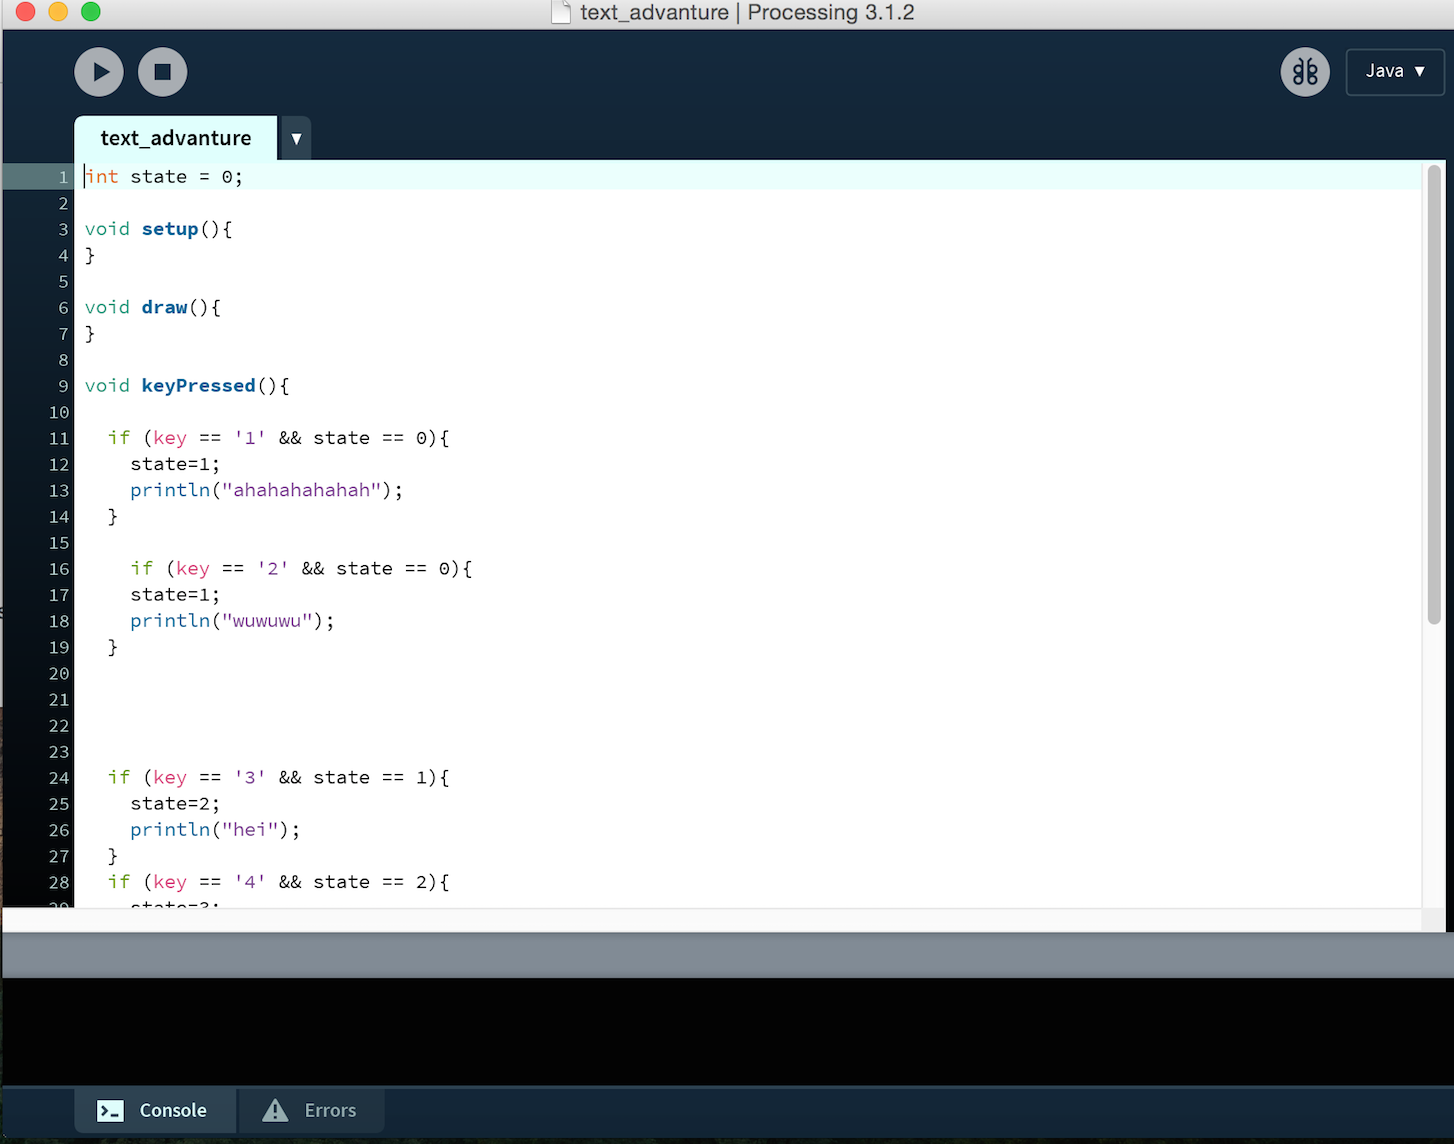 text_advanture | Processing 3.1.2
Java ▼
text_advanture ▼
1 int state = 0;
2
3 void setup(){
4 }
5
6 void draw(){
7 }
8
9 void keyPressed(){
10
11 if (key == '1' && state == 0){
12 state=1;
13 println("ahahahahahah");
14 }
15
16 if (key == '2' && state == 0){
17 state=1;
18 println("wuwuwu");
19 }
20
21
22
23
24 if (key == '3' && state == 1){
25 state=2;
26 println("hei");
27 }
28 if (key == '4' && state == 2){
29 state=3;
Console Errors